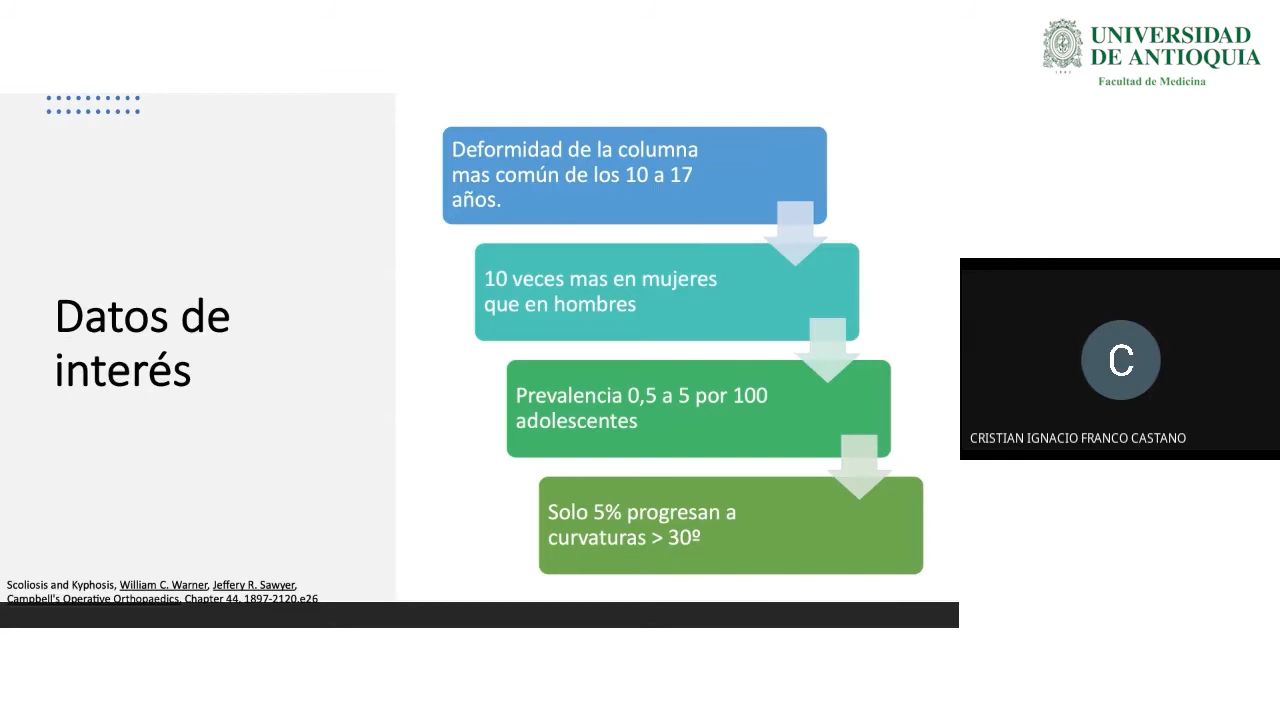 UNIVERSIDAD
DE ANTIOQUIA
1803
Facultad de Medicina
Deformidad de la columna
mas común de los 10 a 17
años.
10 veces mas en mujeres
que en hombres
Datos de
interés
Prevalencia 0,5 a 5 por 100
adolescentes
Solo 5% progresan a
curvaturas > 30º
C
CRISTIAN IGNACIO FRANCO CASTANO
Scoliosis and Kyphosis, William C. Warner, Jeffery R. Sawyer,
Campbell's Operative Orthopaedics, Chapter 44, 1897-2120.e26